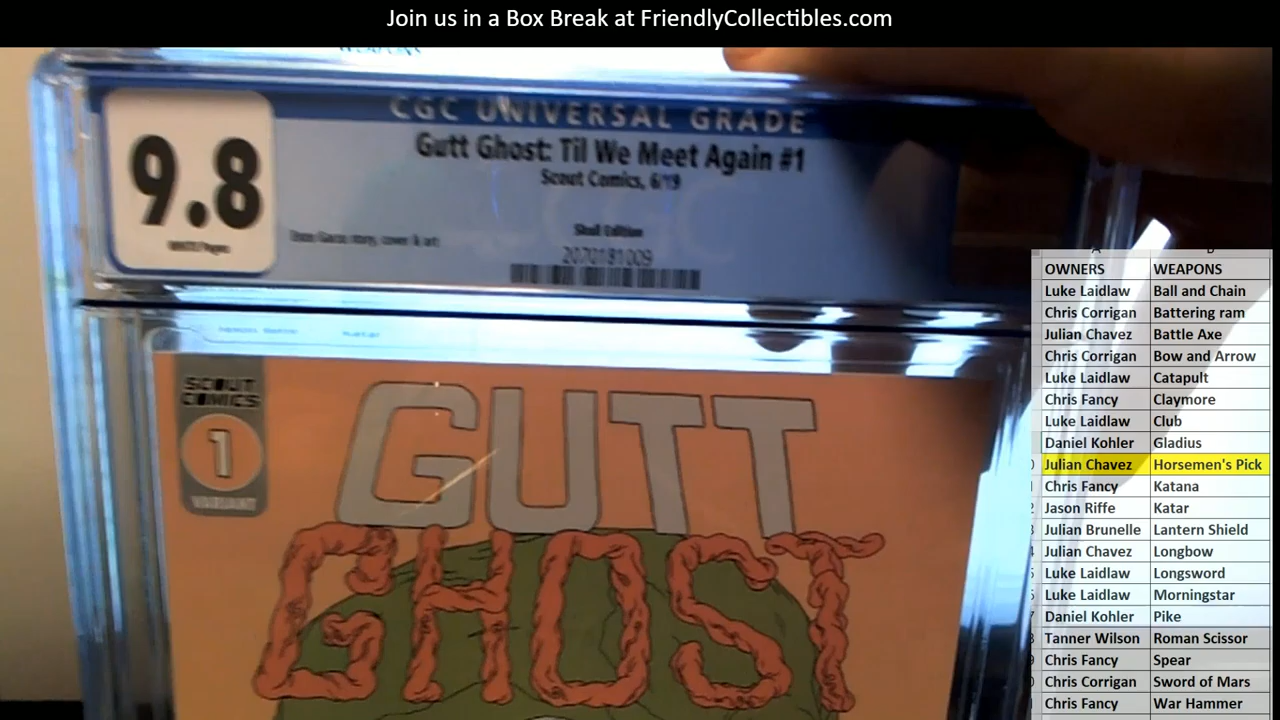 Join us in a Box Break at FriendlyCollectibles.com
CGC UNIVERSAL GRADE
9.8
WHITE Pages
Gutt Ghost: Til We Meet Again #1
Scout Comics, 6/19
Skull Edition
story, cover & art
2070181009
SCOUT
COMICS
1
VARIANT
GUTT
GHOST
OWNERS WEAPONS
Luke Laidlaw Ball and Chain
Chris Corrigan Battering ram
Julian Chavez Battle Axe
Chris Corrigan Bow and Arrow
Luke Laidlaw Catapult
Chris Fancy Claymore
Luke Laidlaw Club
Daniel Kohler Gladius
Julian Chavez Horsemen's Pick
Chris Fancy Katana
Jason Riffe Katar
Julian Brunelle Lantern Shield
Julian Chavez Longbow
Luke Laidlaw Longsword
Luke Laidlaw Morningstar
Daniel Kohler Pike
Tanner Wilson Roman Scissor
Chris Fancy Spear
Chris Corrigan Sword of Mars
Chris Fancy War Hammer